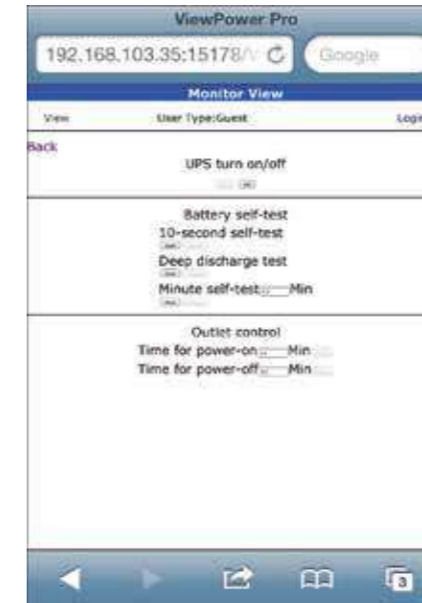 ViewPower Pro
192.168.103.35:15178/ Google
Monitor View
View User Type:Guest Login
Back
UPS turn on/off
Battery self-test
10-second self-test
Deep discharge test
Minute self-test Min
Outlet control
Time for power-on Min
Time for power-off Min
3